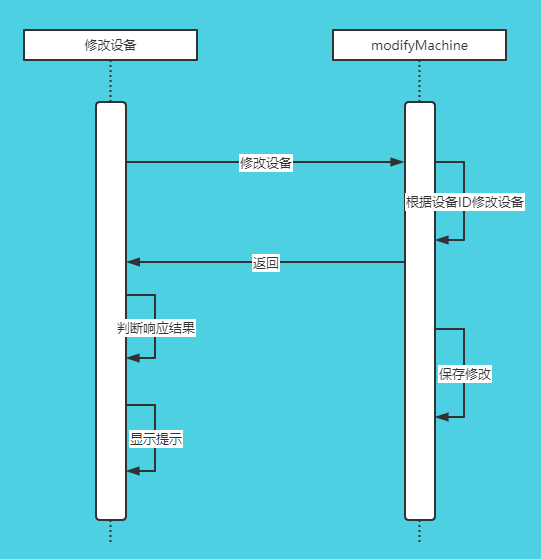 修改设备
modifyMachine
修改设备
根据设备ID修改设备
返回
判断响应结果
保存修改
显示提示